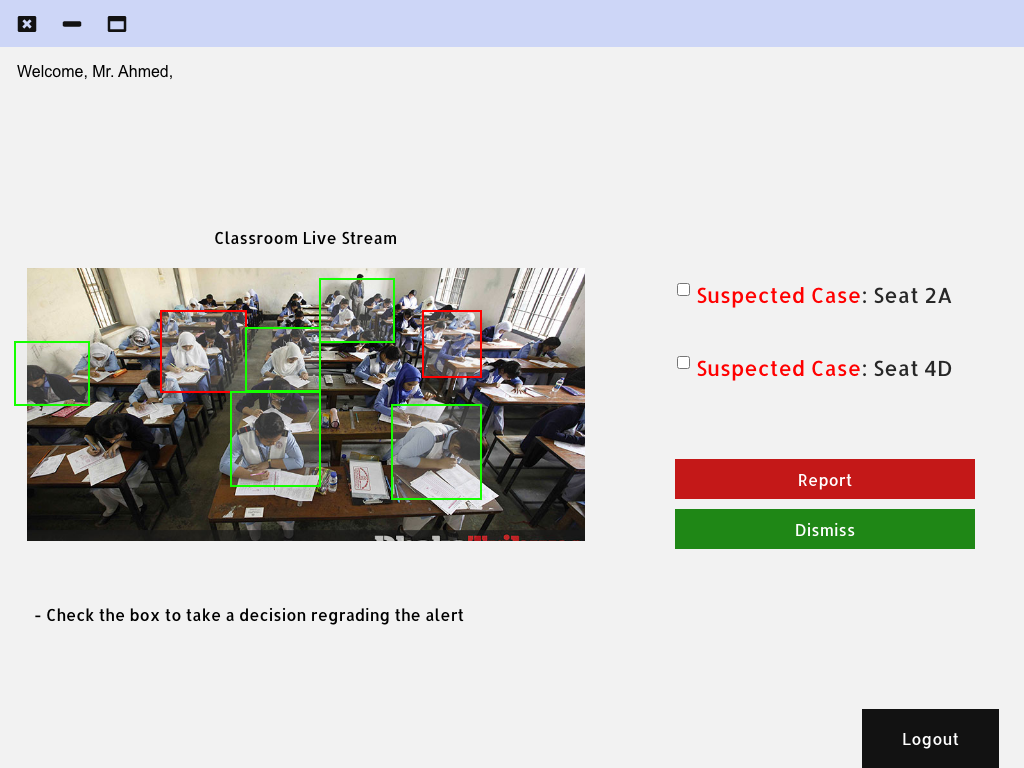 Welcome, Mr. Ahmed,
Classroom Live Stream
Suspected Case: Seat 2A
Suspected Case: Seat 4D
Report
Dismiss
- Check the box to take a decision regrading the alert
Logout